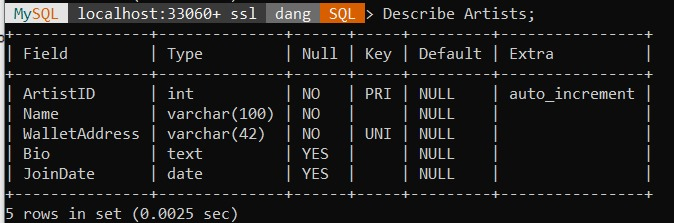 MySQL localhost:33060+ ssl dang SQL > Describe Artists;
+---------------+--------------+------+-----+---------+----------------+
| Field         | Type         | Null | Key | Default | Extra          |
+---------------+--------------+------+-----+---------+----------------+
| ArtistID      | int          | NO   | PRI | NULL    | auto_increment |
| Name          | varchar(100) | NO   |     | NULL    |                |
| WalletAddress | varchar(42)  | NO   | UNI | NULL    |                |
| Bio           | text         | YES  |     | NULL    |                |
| JoinDate      | date         | YES  |     | NULL    |                |
+---------------+--------------+------+-----+---------+----------------+
5 rows in set (0.0025 sec)